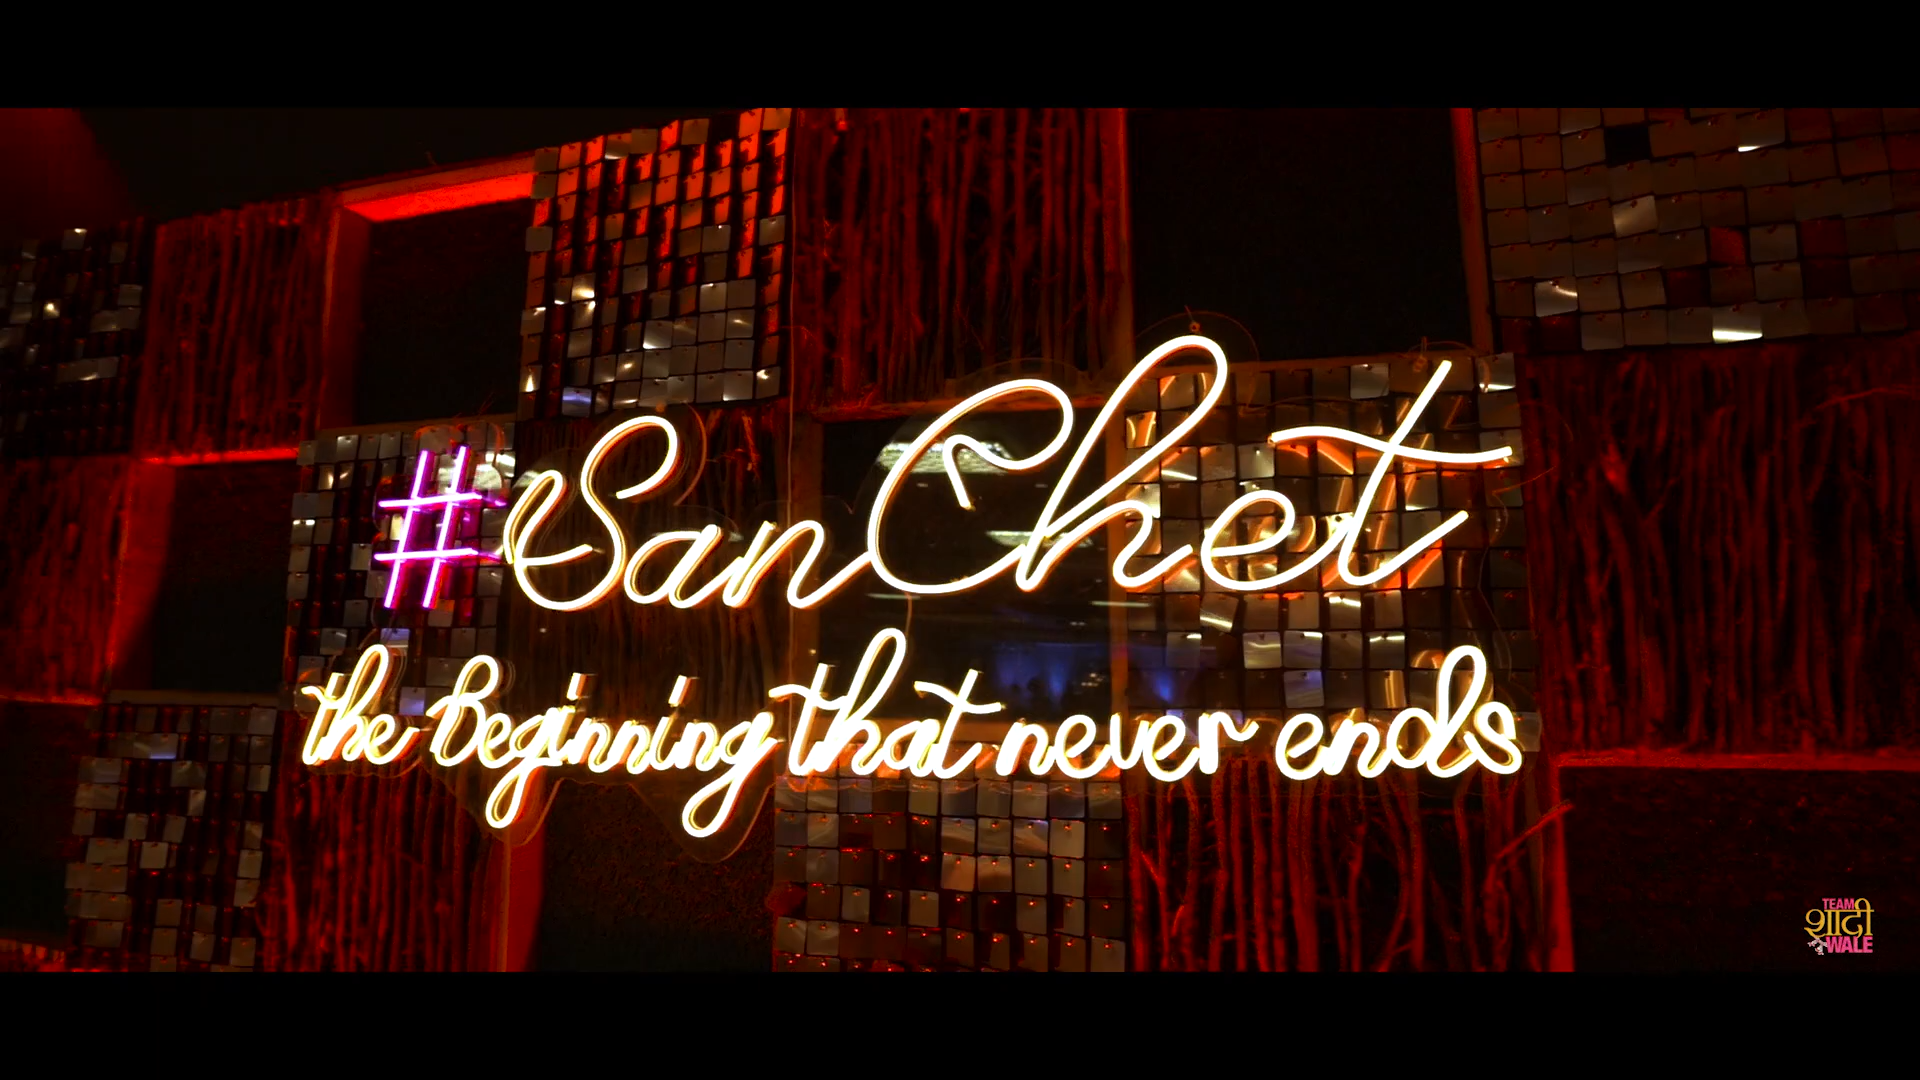 #SanChet
the Beginning that never ends
TEAM
शादी
WALE